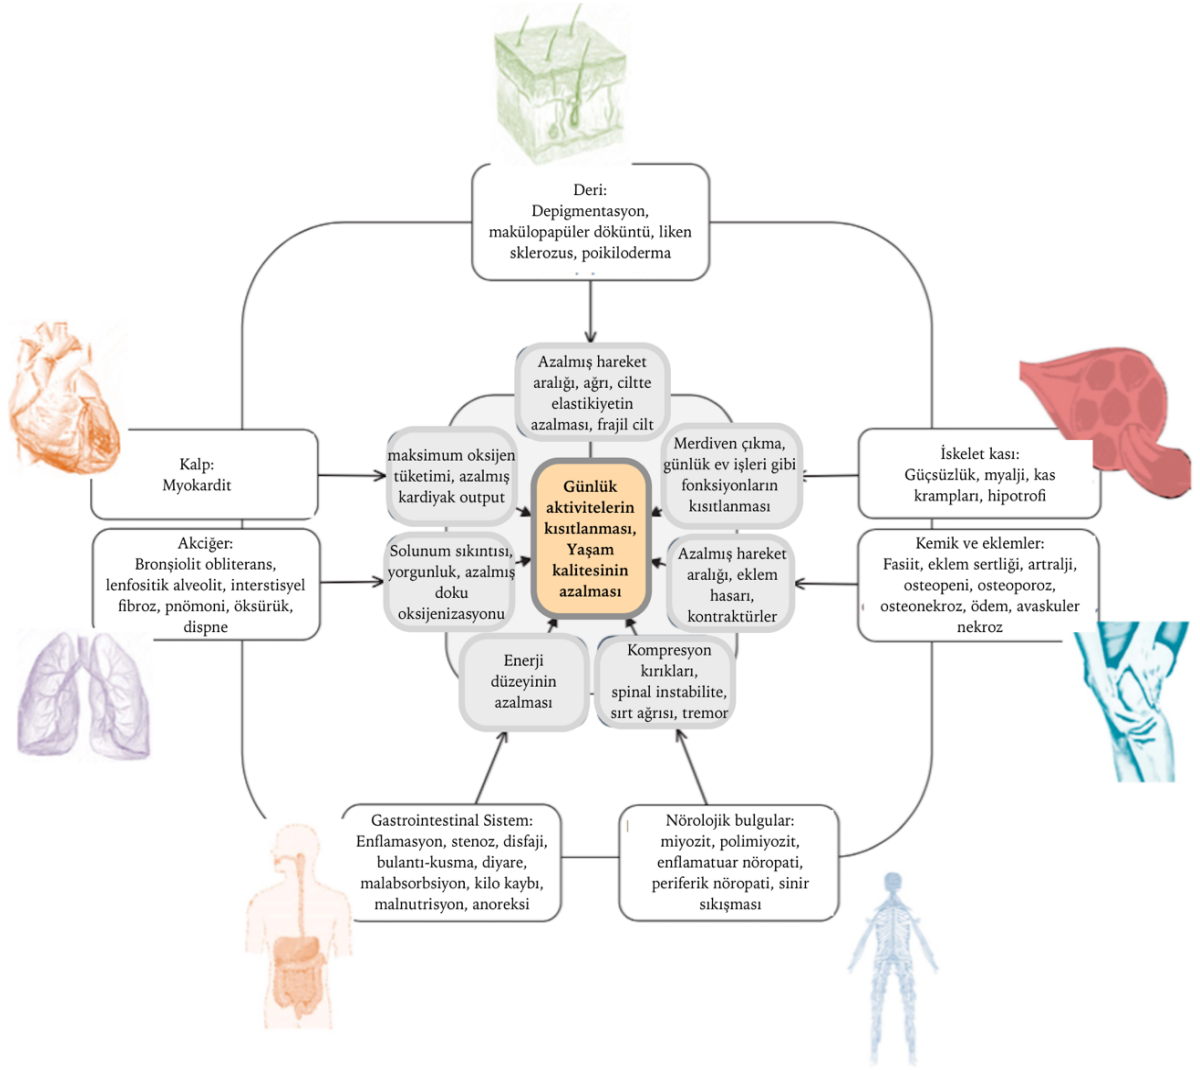 Deri:
Depigmentasyon,
makülopapüler döküntü, liken
sklerozus, poikiloderma
Azalmış hareket
aralığı, ağrı, ciltte
elastikiyetin
azalması, frajil cilt
Kalp:
Myokardit
maksimum oksijen
tüketimi, azalmış
kardiyak output
Günlük
aktivitelerin
kısıtlanması,
Yaşam
kalitesinin
azalması
Merdiven çıkma,
günlük ev işleri gibi
fonksiyonların
kısıtlanması
İskelet kası:
Güçsüzlük, myalji, kas
krampları, hipotrofi
Akciğer:
Bronşiolit obliterans,
lenfositik alveolit, interstisyel
fibroz, pnömoni, öksürük,
dispne
Solunum sıkıntısı,
yorgunluk, azalmış
doku
oksijenizasyonu
Azalmış hareket
aralığı, eklem
hasarı,
kontraktürler
Kemik ve eklemler:
Fasiit, eklem sertliği, artralji,
osteopeni, osteoporoz,
osteonekroz, ödem, avaskuler
nekroz
Enerji
düzeyinin
azalması
Kompresyon
kırıkları,
spinal instabilite,
sırt ağrısı, tremor
Gastrointestinal Sistem:
Enflamasyon, stenoz, disfaji,
bulantı-kusma, diyare,
malabsorbsiyon, kilo kaybı,
malnutrisyon, anoreksi
Nörolojik bulgular:
miyozit, polimiyozit,
enflamatuar nöropati,
periferik nöropati, sinir
sıkışması